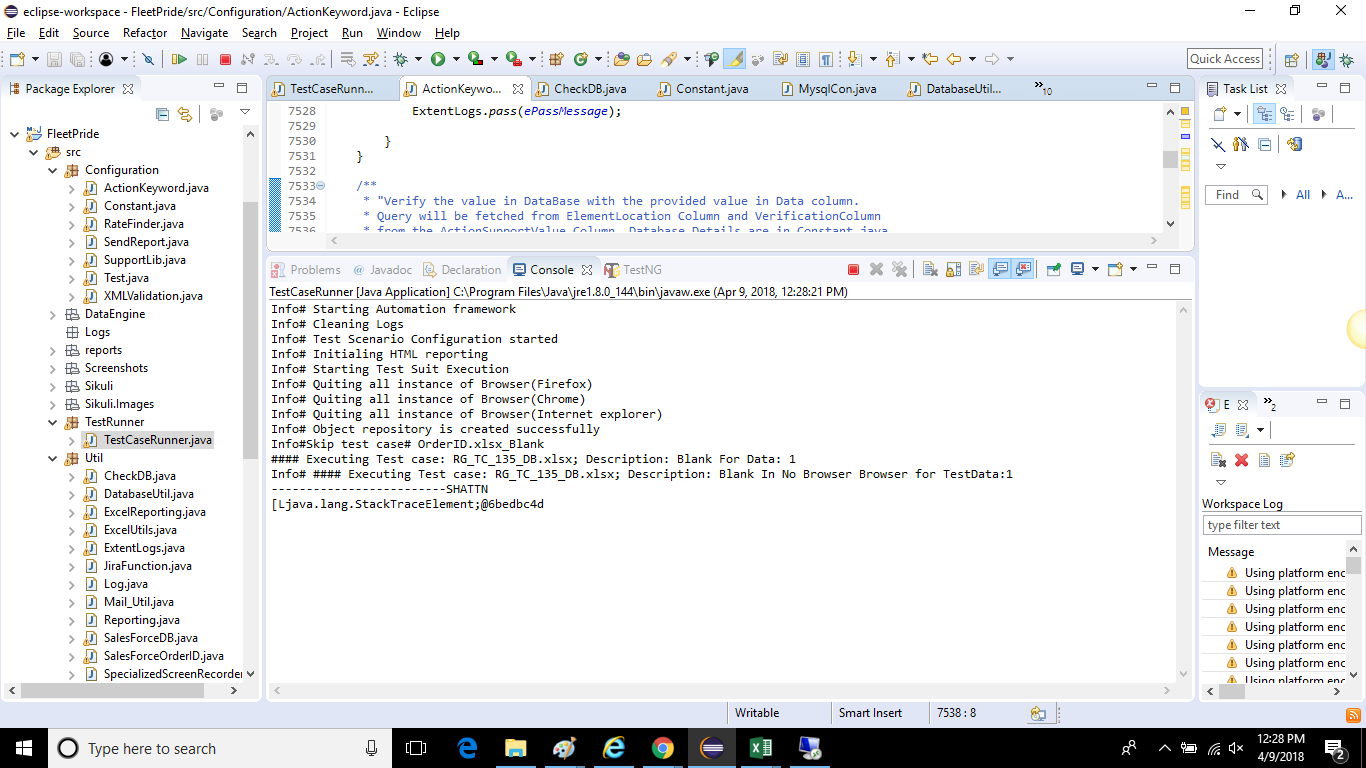 eclipse-workspace - FleetPride/src/Configuration/ActionKeyword.java - Eclipse
File Edit Source Refactor Navigate Search Project Run Window Help
Quick Access
Package Explorer
FleetPride
src
Configuration
ActionKeyword.java
Constant.java
RateFinder.java
SendReport.java
SupportLib.java
Test.java
XMLValidation.java
DataEngine
Logs
reports
Screenshots
Sikuli
Sikuli.Images
TestRunner
TestCaseRunner.java
Util
CheckDB.java
DatabaseUtil.java
ExcelReporting.java
ExcelUtils.java
ExtentLogs.java
JiraFunction.java
Log.java
Mail_Util.java
Reporting.java
SalesForceDB.java
SalesForceOrderID.java
SpecializedScreenRecorder
TestCaseRunn... ActionKeywo... CheckDB.java Constant.java MysqlCon.java DatabaseUtil... »10
7528 ExtentLogs.pass(ePassMessage);
7529
7530 }
7531 }
7532
7533 /**
7534 * "Verify the value in DataBase with the provided value in Data column.
7535 * Query will be fetched from ElementLocation Column and VerificationColumn
7536 * from the ActionSupportValue Column. Database Details are in Constant.java
Problems @ Javadoc Declaration Console TestNG
TestCaseRunner [Java Application] C:\Program Files\Java\jre1.8.0_144\bin\javaw.exe (Apr 9, 2018, 12:28:21 PM)
Info# Starting Automation framework
Info# Cleaning Logs
Info# Test Scenario Configuration started
Info# Initialing HTML reporting
Info# Starting Test Suit Execution
Info# Quiting all instance of Browser(Firefox)
Info# Quiting all instance of Browser(Chrome)
Info# Quiting all instance of Browser(Internet explorer)
Info# Object repository is created successfully
Info#Skip test case# OrderID.xlsx_Blank
#### Executing Test case: RG_TC_135_DB.xlsx; Description: Blank For Data: 1
Info# #### Executing Test case: RG_TC_135_DB.xlsx; Description: Blank In No Browser Browser for TestData:1
-------------------------SHATTN
[Ljava.lang.StackTraceElement;@6bedbc4d
Task List
Find All A...
E »2
Workspace Log
type filter text
Message
Using platform enc
Using platform enc
Using platform enc
Using platform enc
Using platform enc
Using platform enc
Using platform enc
Writable Smart Insert 7538 : 8
Type here to search
12:28 PM
4/9/2018
2